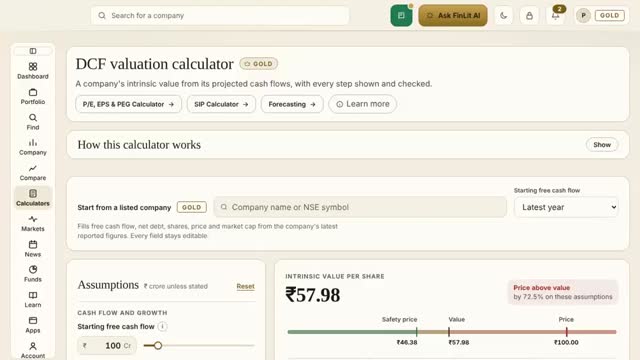 Search for a company
Ask FinLit AI
2
P
GOLD
Dashboard
Portfolio
Find
Company
Compare
Calculators
Markets
News
Funds
Learn
Apps
Account
DCF valuation calculator
GOLD
A company's intrinsic value from its projected cash flows, with every step shown and checked.
P/E, EPS & PEG Calculator →
SIP Calculator →
Forecasting →
Learn more
How this calculator works
Show
Start from a listed company
GOLD
Company name or NSE symbol
Starting free cash flow
Latest year
Fills free cash flow, net debt, shares, price and market cap from the company's latest
reported figures. Every field stays editable.
Assumptions
₹ crore unless stated
Reset
CASH FLOW AND GROWTH
Starting free cash flow
₹ 100 Cr
INTRINSIC VALUE PER SHARE
₹57.98
Price above value
by 72.5% on these assumptions
Safety price
Value
Price
₹46.38
₹57.98
₹100.00